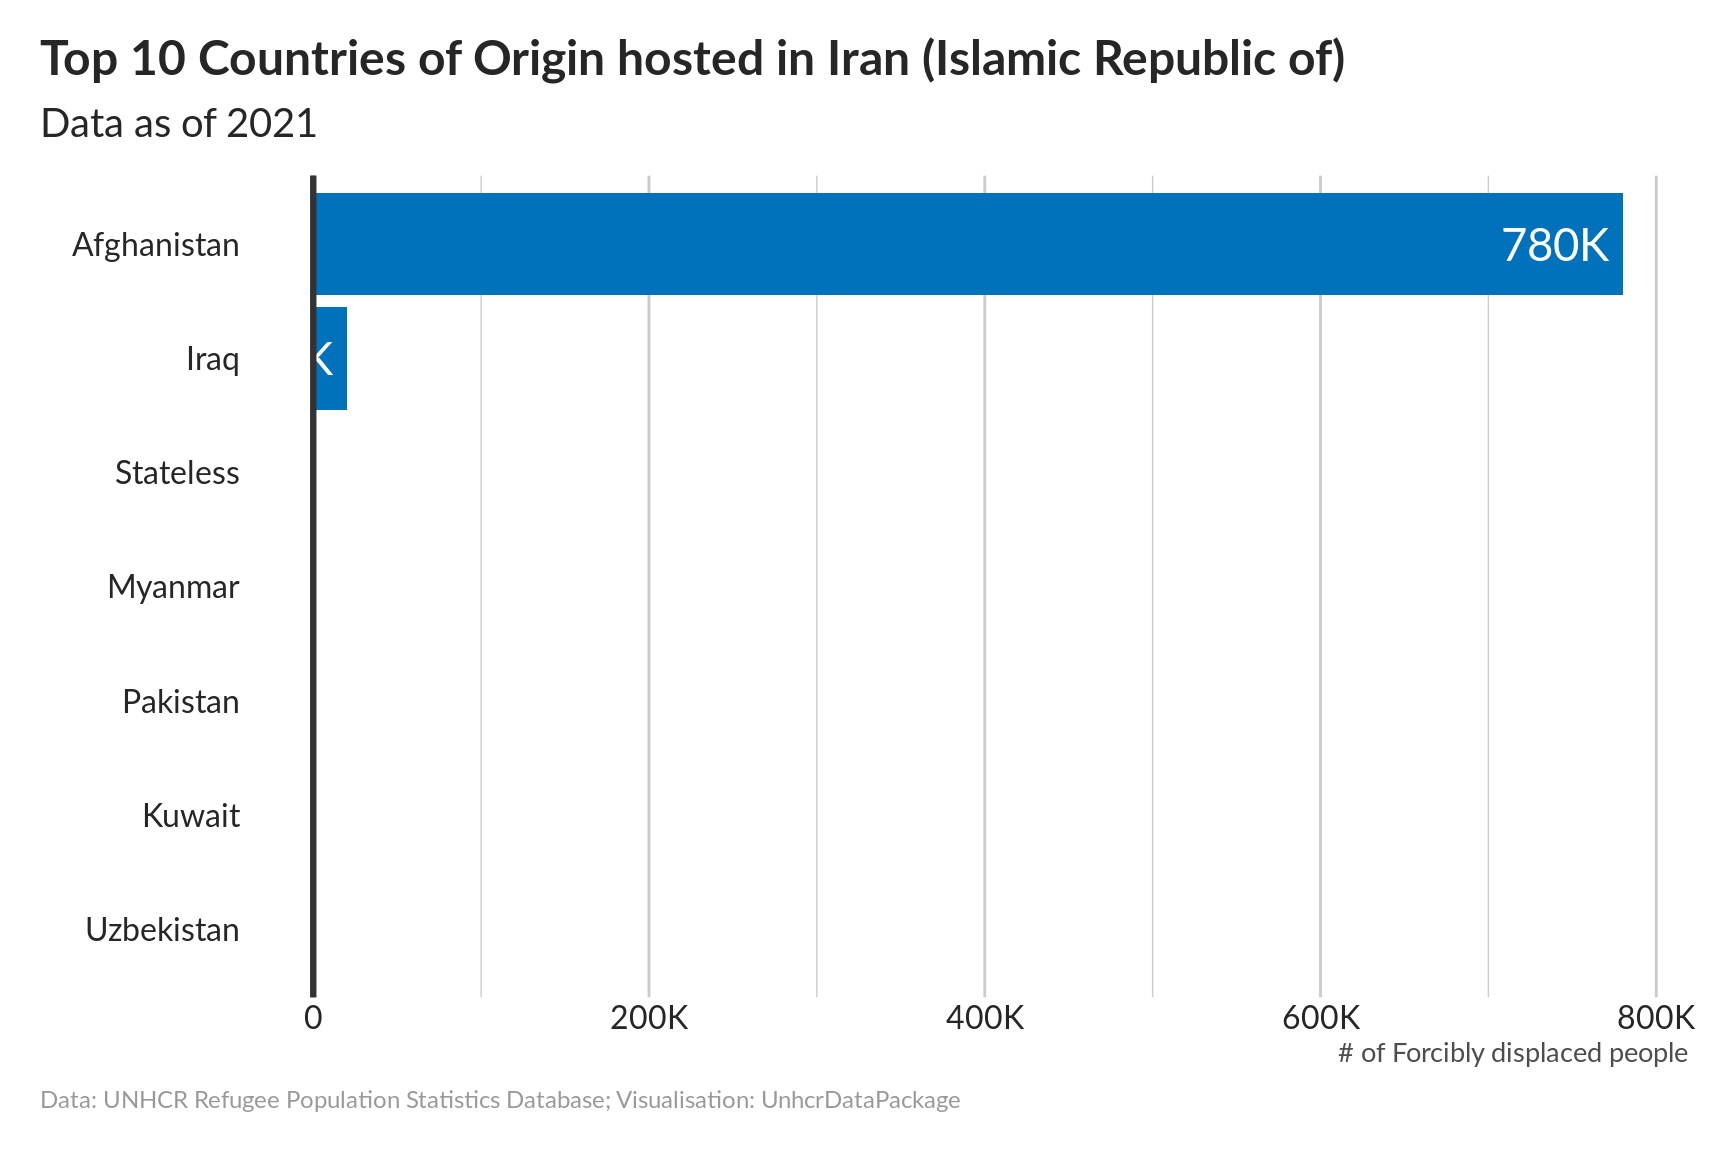 Top 10 Countries of Origin hosted in Iran (Islamic Republic of)
Data as of 2021
Afghanistan
780K
Iraq
K
Stateless
Myanmar
Pakistan
Kuwait
Uzbekistan
0 200K 400K 600K 800K
# of Forcibly displaced people
Data: UNHCR Refugee Population Statistics Database; Visualisation: UnhcrDataPackage